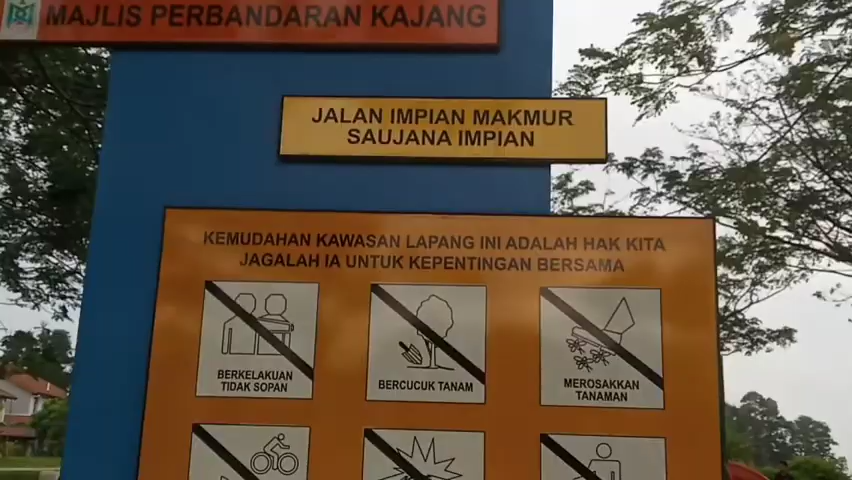 MAJLIS PERBANDARAN KAJANG
JALAN IMPIAN MAKMUR
SAUJANA IMPIAN
KEMUDAHAN KAWASAN LAPANG INI ADALAH HAK KITA
JAGALAH IA UNTUK KEPENTINGAN BERSAMA
BERKELAKUAN
TIDAK SOPAN
BERCUCUK TANAM
MEROSAKKAN
TANAMAN